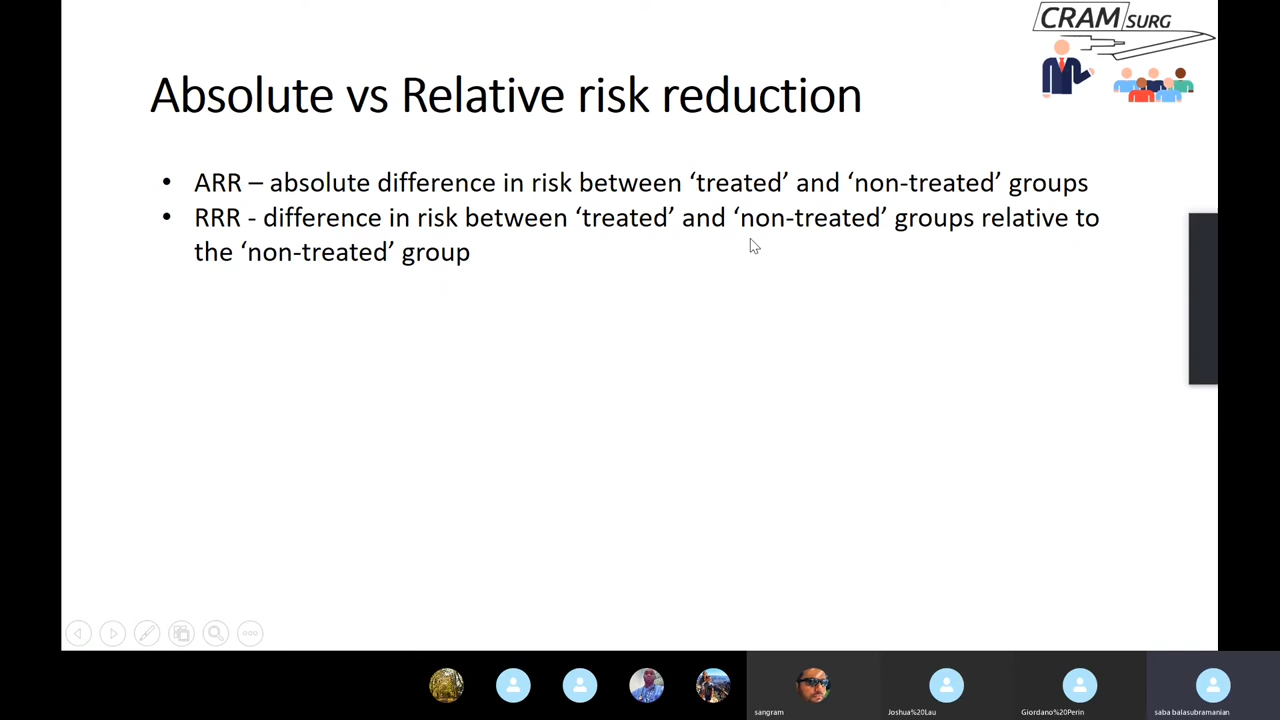 CRAM SURG
Absolute vs Relative risk reduction
• ARR – absolute difference in risk between ‘treated’ and ‘non-treated’ groups
• RRR - difference in risk between ‘treated’ and ‘non-treated’ groups relative to
the ‘non-treated’ group
sangram
Joshua%20Lau
Giordano%20Perin
saba balasubramanian